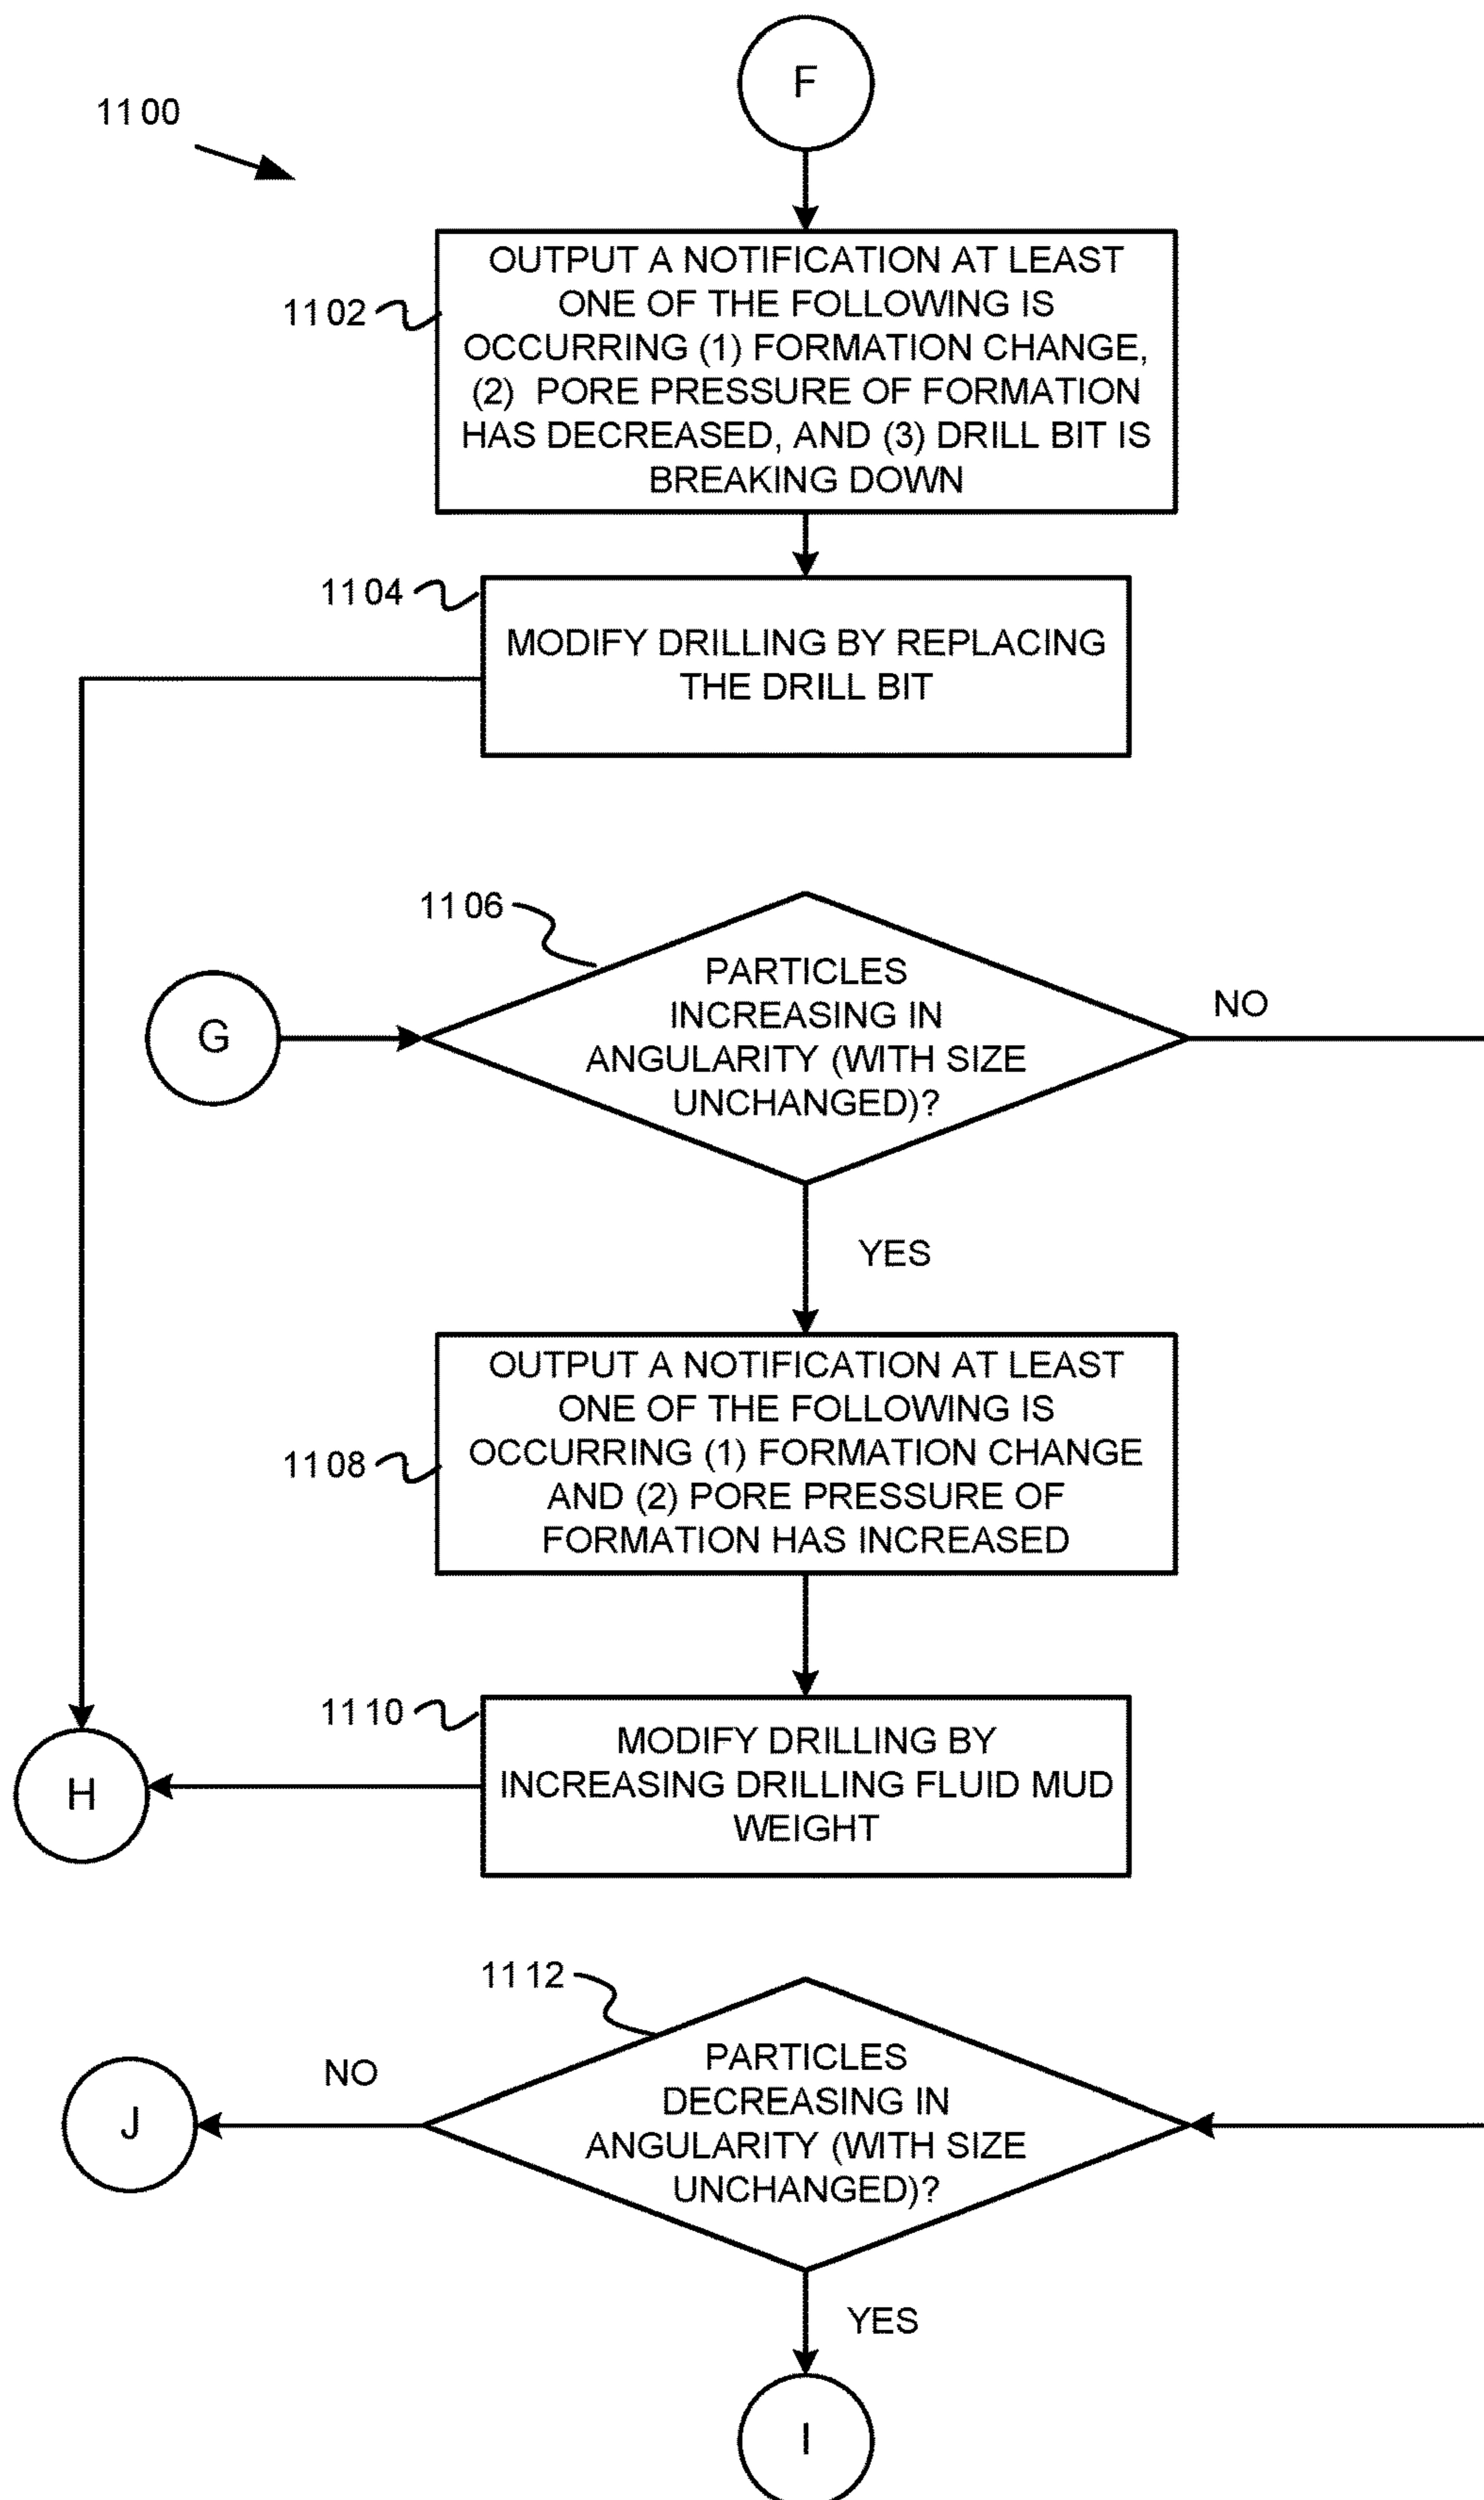 F
1100
OUTPUT A NOTIFICATION AT LEAST
ONE OF THE FOLLOWING IS
OCCURRING (1) FORMATION CHANGE,
(2) PORE PRESSURE OF FORMATION
HAS DECREASED, AND (3) DRILL BIT IS
BREAKING DOWN
1102
1104
MODIFY DRILLING BY REPLACING
THE DRILL BIT
1106
PARTICLES
INCREASING IN
ANGULARITY (WITH SIZE
UNCHANGED)?
G
NO
YES
OUTPUT A NOTIFICATION AT LEAST
ONE OF THE FOLLOWING IS
OCCURRING (1) FORMATION CHANGE
AND (2) PORE PRESSURE OF
FORMATION HAS INCREASED
1108
1110
MODIFY DRILLING BY
INCREASING DRILLING FLUID MUD
WEIGHT
H
1112
PARTICLES
DECREASING IN
ANGULARITY (WITH SIZE
UNCHANGED)?
NO
J
YES
I